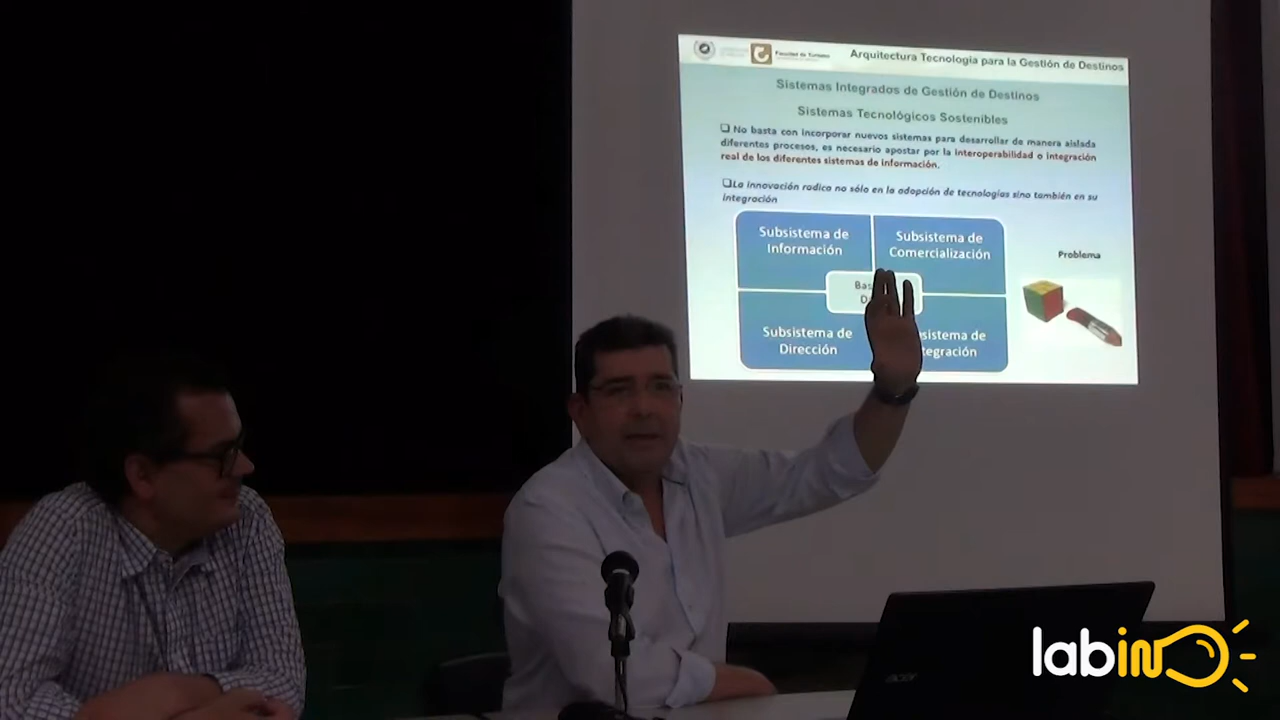 Facultad de Turismo
Arquitectura Tecnología para la Gestión de Destinos
Sistemas Integrados de Gestión de Destinos
Sistemas Tecnológicos Sostenibles
No basta con incorporar nuevos sistemas para desarrollar de manera aislada
diferentes procesos, es necesario apostar por la interoperabilidad o integración
real de los diferentes sistemas de información.
La innovación radica no sólo en la adopción de tecnologías sino también en su
integración
Subsistema de
Información
Subsistema de
Comercialización
Problema
Subsistema de
Dirección
acer
labin